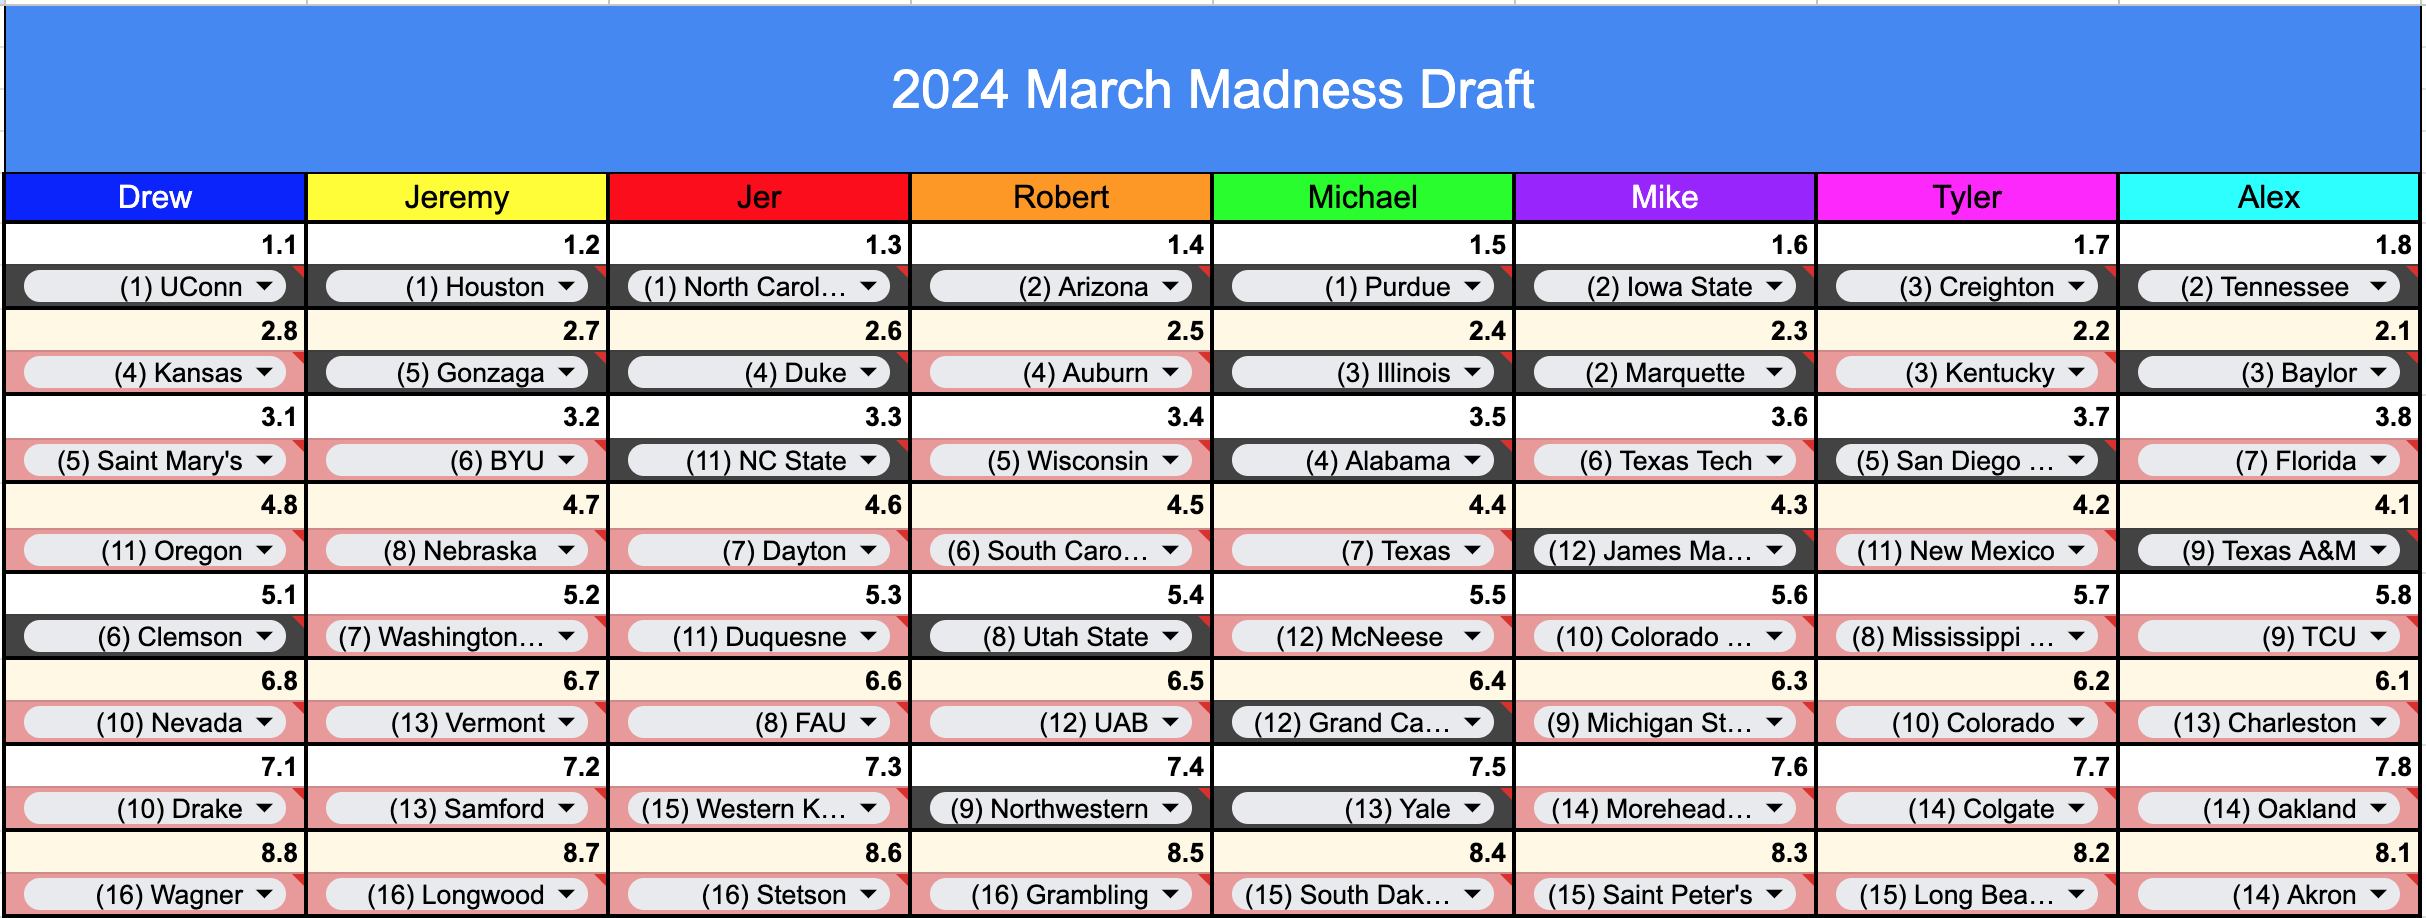 2024 March Madness Draft
Drew Jeremy Jer Robert Michael Mike Tyler Alex
1.1 1.2 1.3 1.4 1.5 1.6 1.7 1.8
(1) UConn (1) Houston (1) North Carol... (2) Arizona (1) Purdue (2) Iowa State (3) Creighton (2) Tennessee
2.8 2.7 2.6 2.5 2.4 2.3 2.2 2.1
(4) Kansas (5) Gonzaga (4) Duke (4) Auburn (3) Illinois (2) Marquette (3) Kentucky (3) Baylor
3.1 3.2 3.3 3.4 3.5 3.6 3.7 3.8
(5) Saint Mary's (6) BYU (11) NC State (5) Wisconsin (4) Alabama (6) Texas Tech (5) San Diego ... (7) Florida
4.8 4.7 4.6 4.5 4.4 4.3 4.2 4.1
(11) Oregon (8) Nebraska (7) Dayton (6) South Caro... (7) Texas (12) James Ma... (11) New Mexico (9) Texas A&M
5.1 5.2 5.3 5.4 5.5 5.6 5.7 5.8
(6) Clemson (7) Washington... (11) Duquesne (8) Utah State (12) McNeese (10) Colorado ... (8) Mississippi ... (9) TCU
6.8 6.7 6.6 6.5 6.4 6.3 6.2 6.1
(10) Nevada (13) Vermont (8) FAU (12) UAB (12) Grand Ca... (9) Michigan St... (10) Colorado (13) Charleston
7.1 7.2 7.3 7.4 7.5 7.6 7.7 7.8
(10) Drake (13) Samford (15) Western K... (9) Northwestern (13) Yale (14) Morehead... (14) Colgate (14) Oakland
8.8 8.7 8.6 8.5 8.4 8.3 8.2 8.1
(16) Wagner (16) Longwood (16) Stetson (16) Grambling (15) South Dak... (15) Saint Peter's (15) Long Bea... (14) Akron